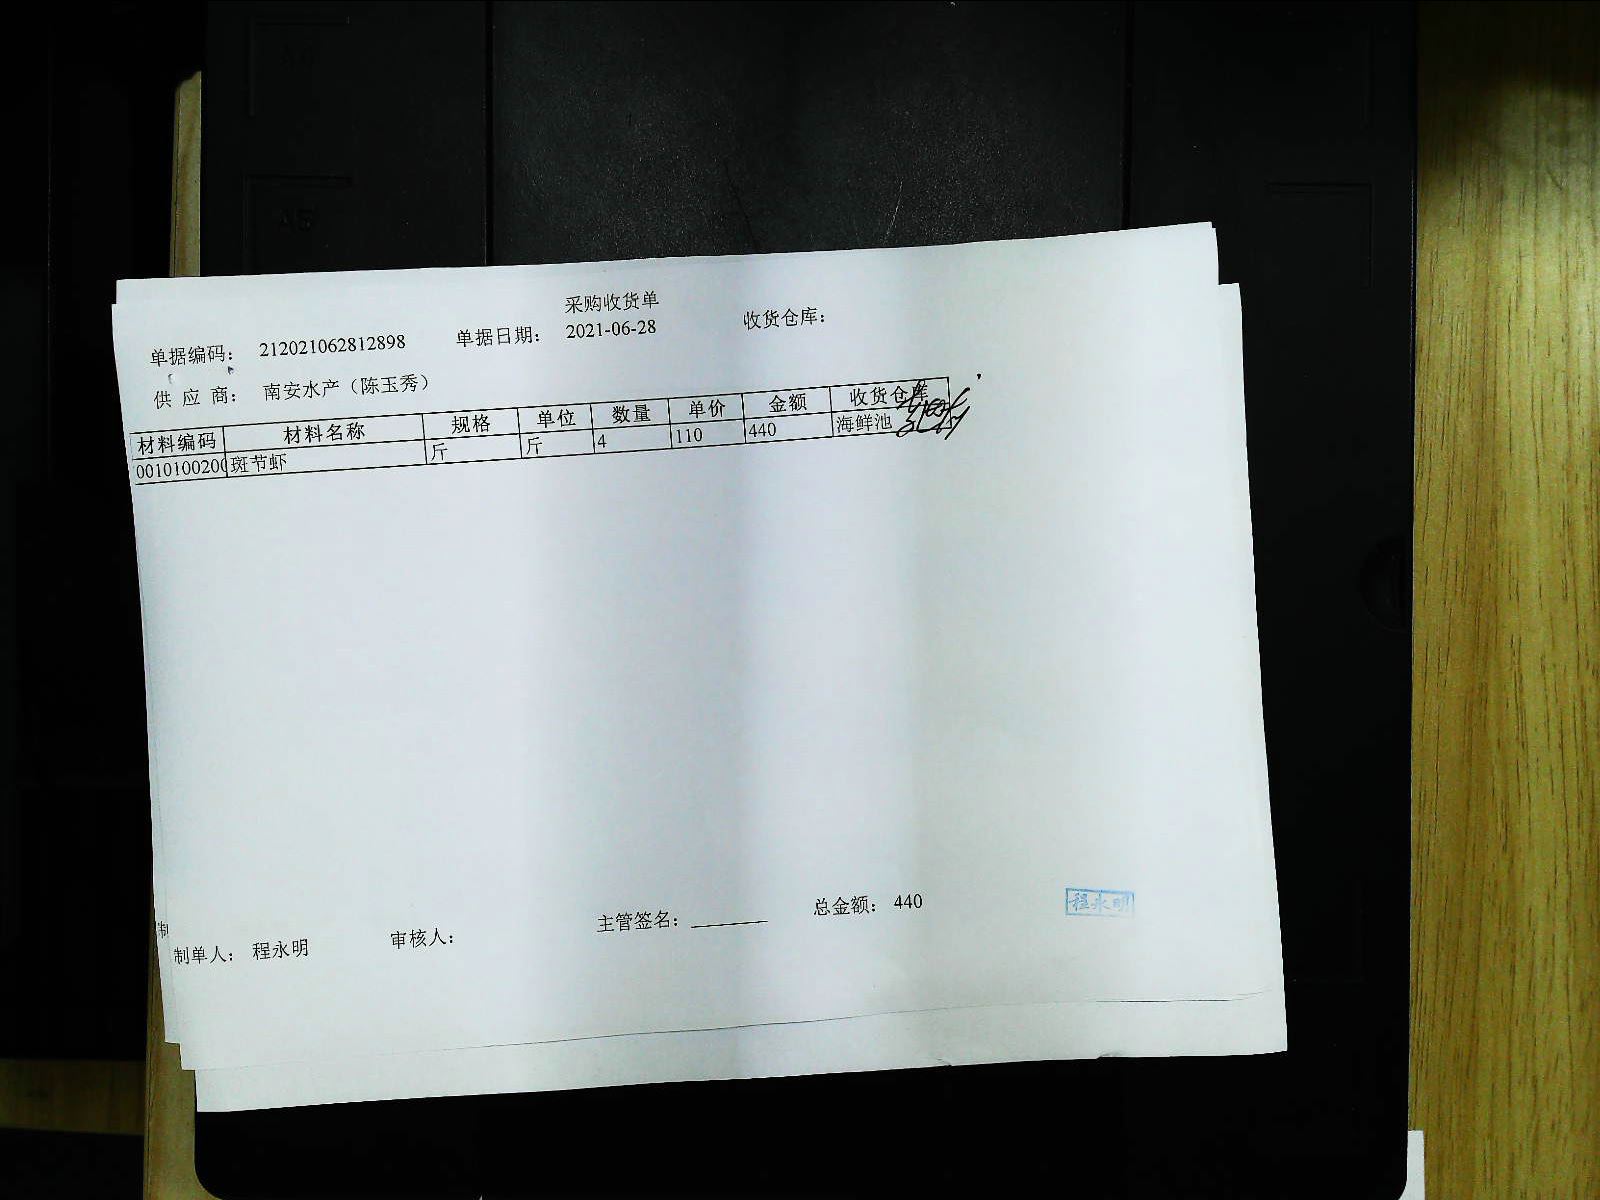 采购收货单
单据编码： 212021062812898 单据日期： 2021-06-28 收货仓库：
供 应 商： 南安水产（陈玉秀）
材料编码 材料名称 规格 单位 数量 单价 金额 收货仓库
0010100200 斑节虾 斤 斤 4 110 440 海鲜池
制单人： 程永明 审核人： 主管签名： 总金额： 440
程永明